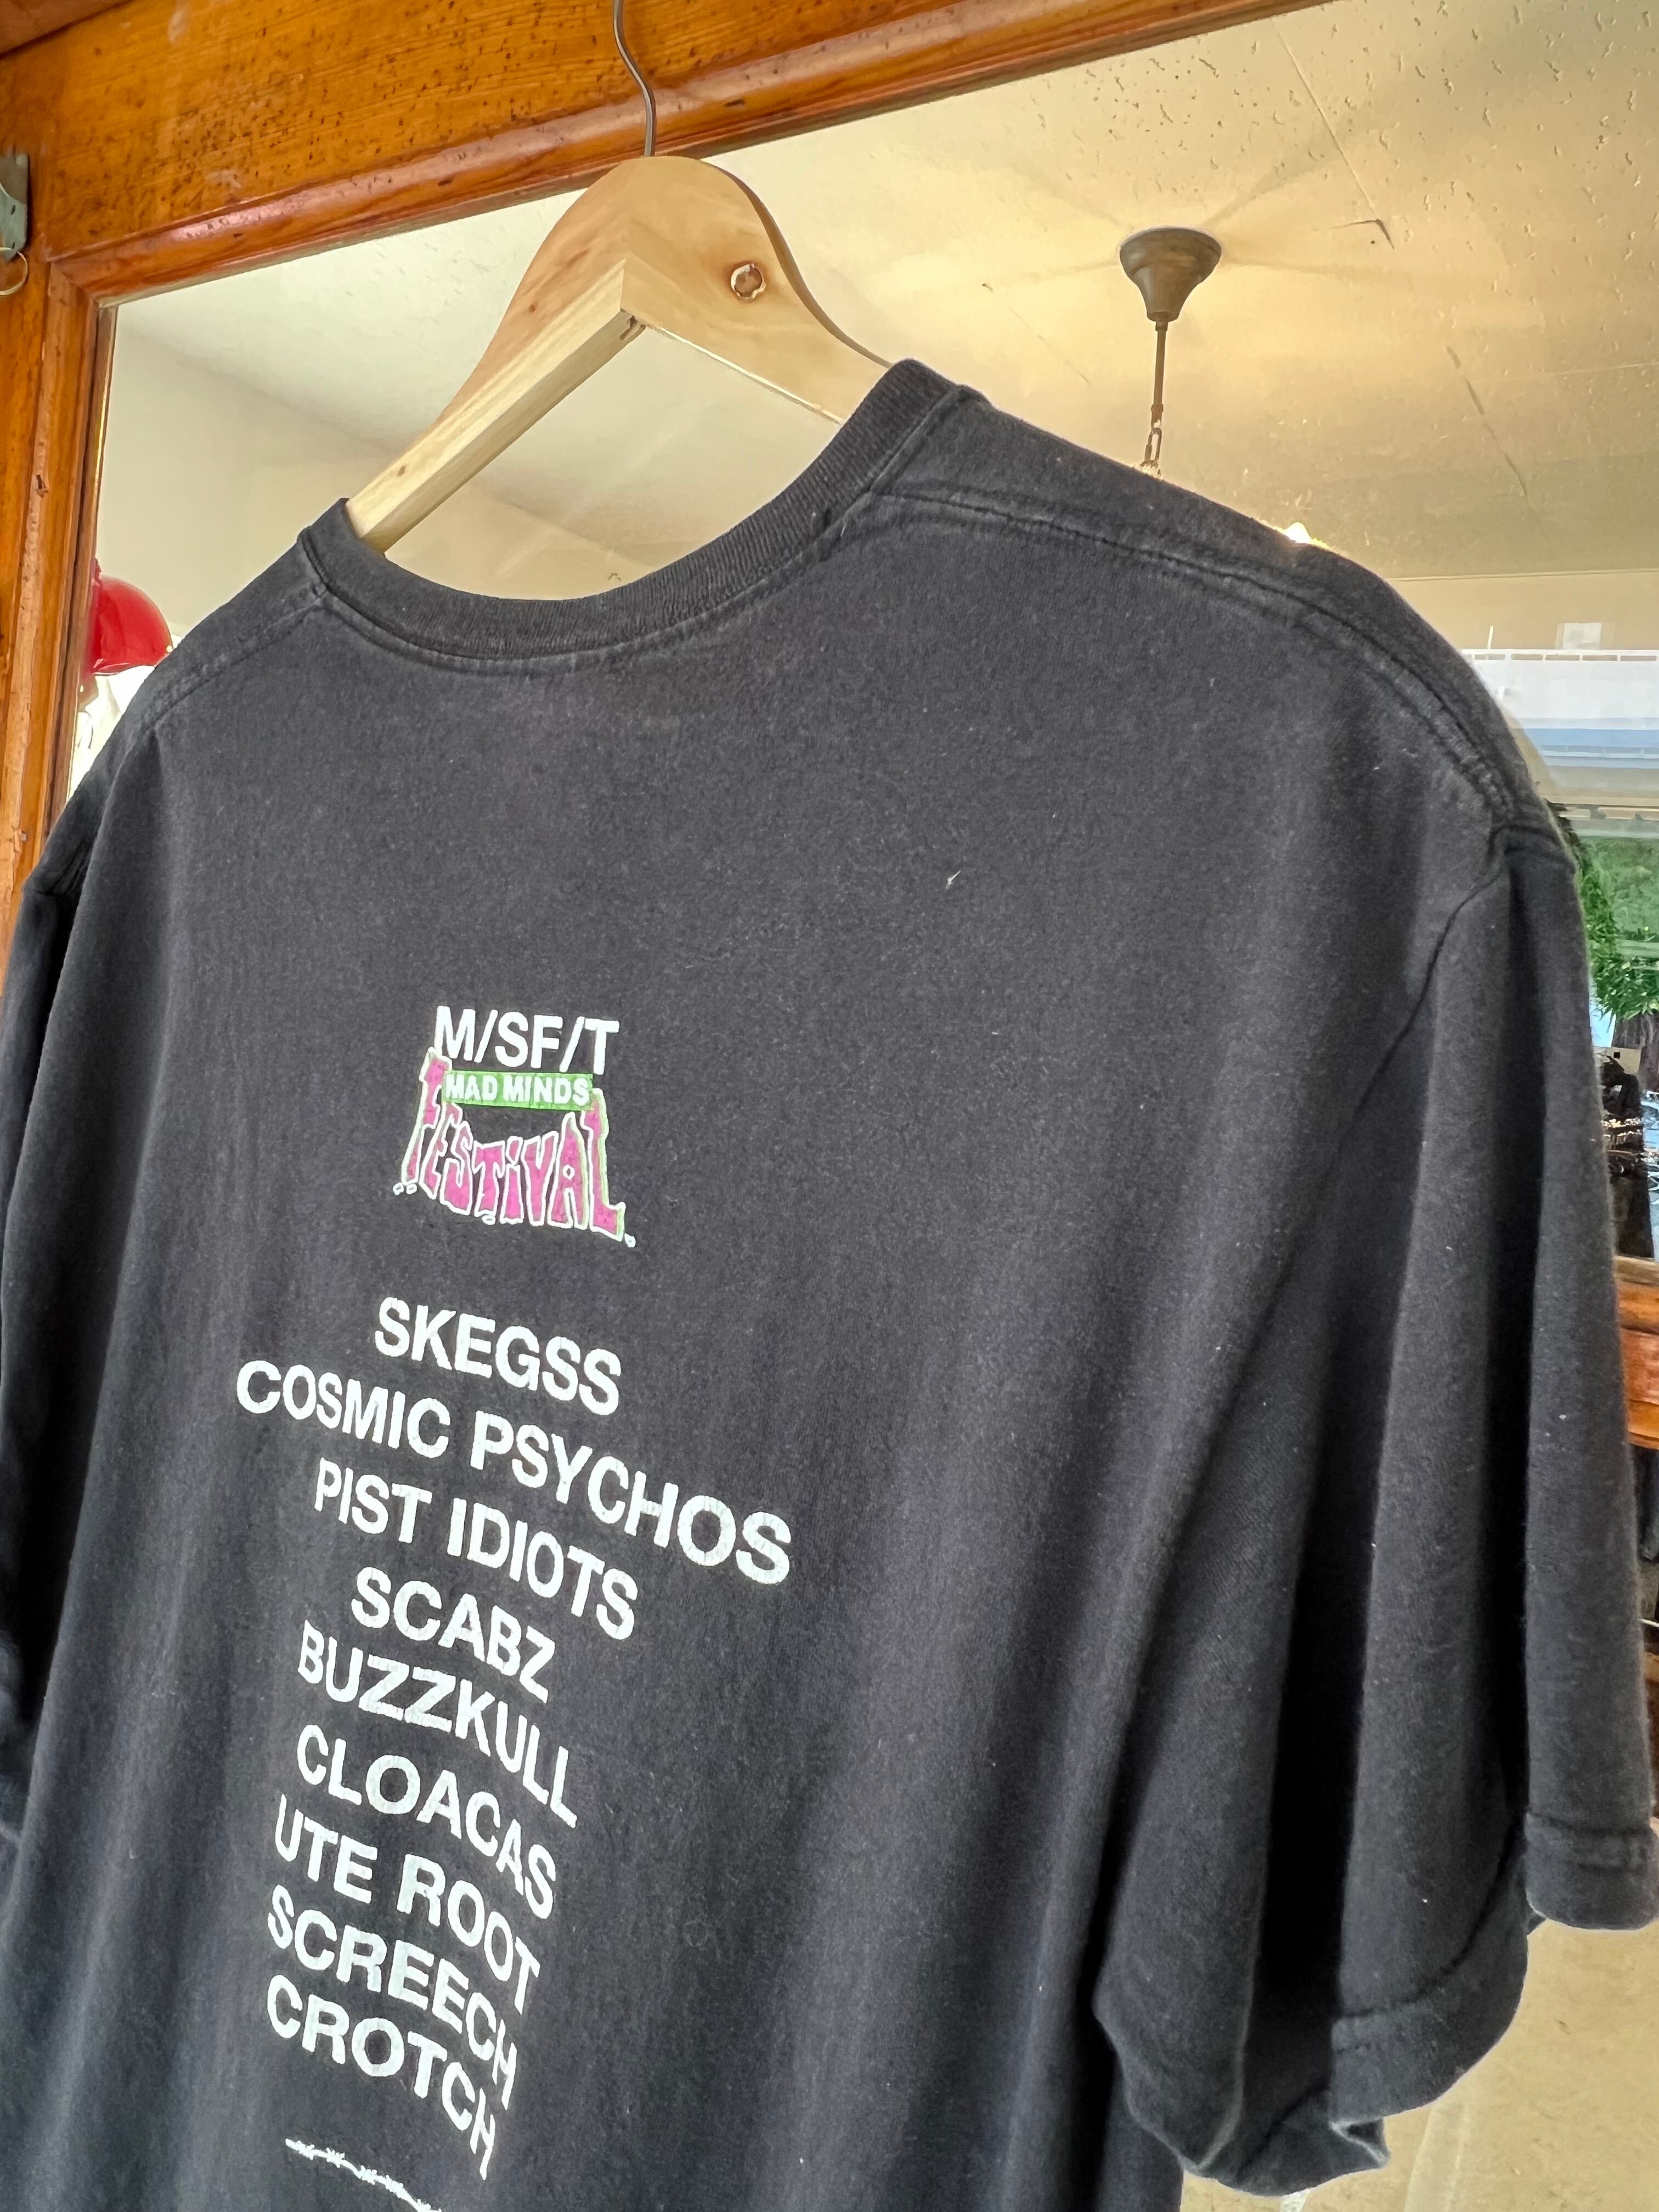 M/SF/T
MAD MINDS
FESTIVAL
SKEGSS
COSMIC PSYCHOS
PIST IDIOTS
SCABZ
BUZZKULL
CLOACAS
UTE ROOT
SCREECH
CROTCH